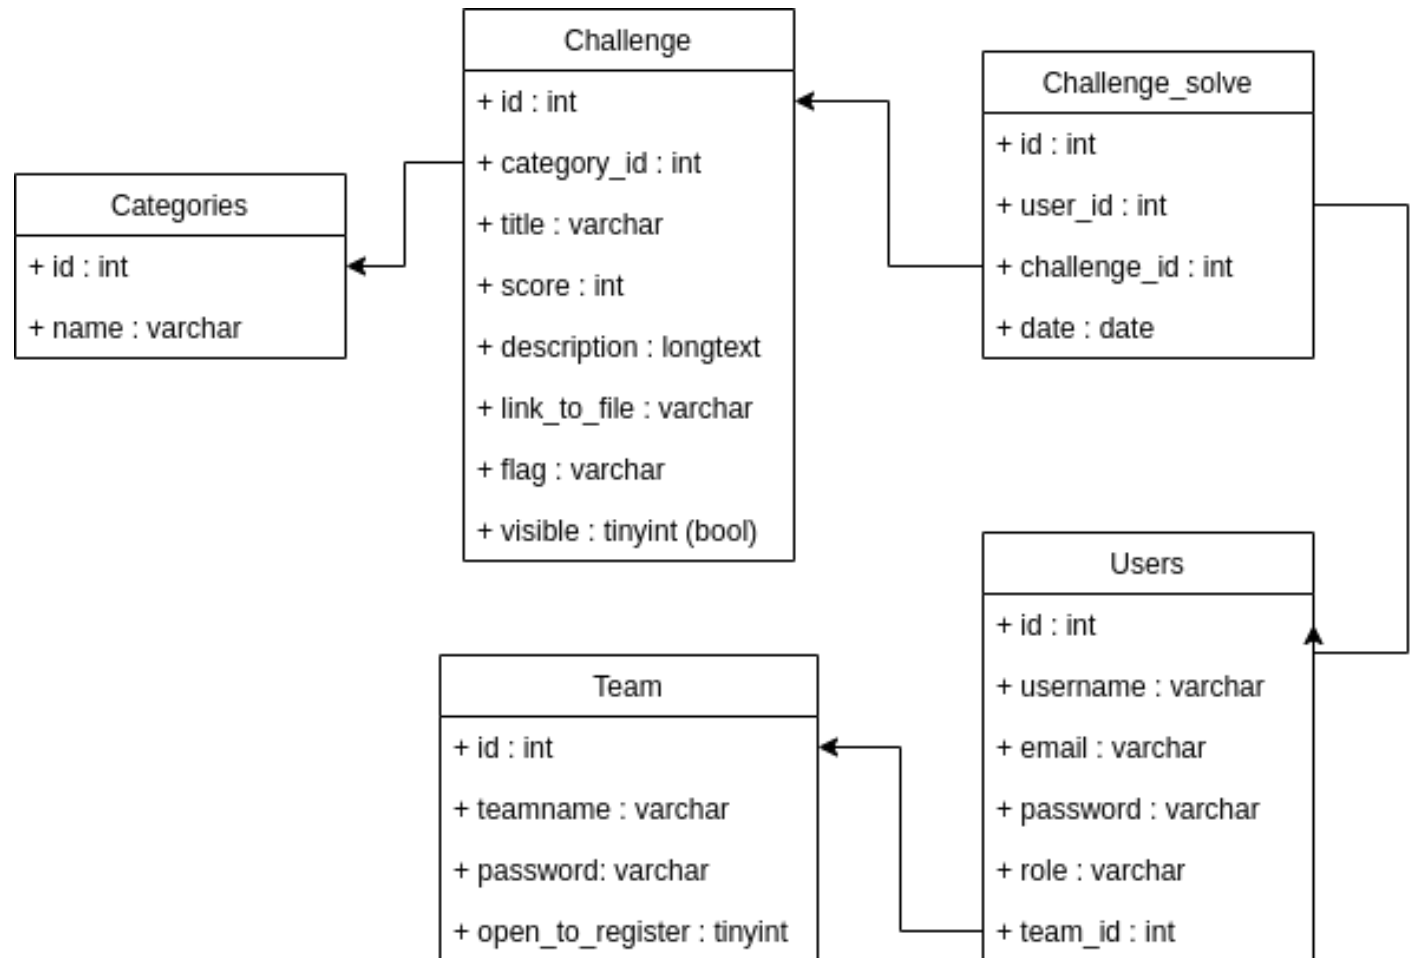 Challenge
+ id : int
+ category_id : int
+ title : varchar
+ score : int
+ description : longtext
+ link_to_file : varchar
+ flag : varchar
+ visible : tinyint (bool)
Challenge_solve
+ id : int
+ user_id : int
+ challenge_id : int
+ date : date
Categories
+ id : int
+ name : varchar
Users
+ id : int
+ username : varchar
+ email : varchar
+ password : varchar
+ role : varchar
+ team_id : int
Team
+ id : int
+ teamname : varchar
+ password: varchar
+ open_to_register : tinyint